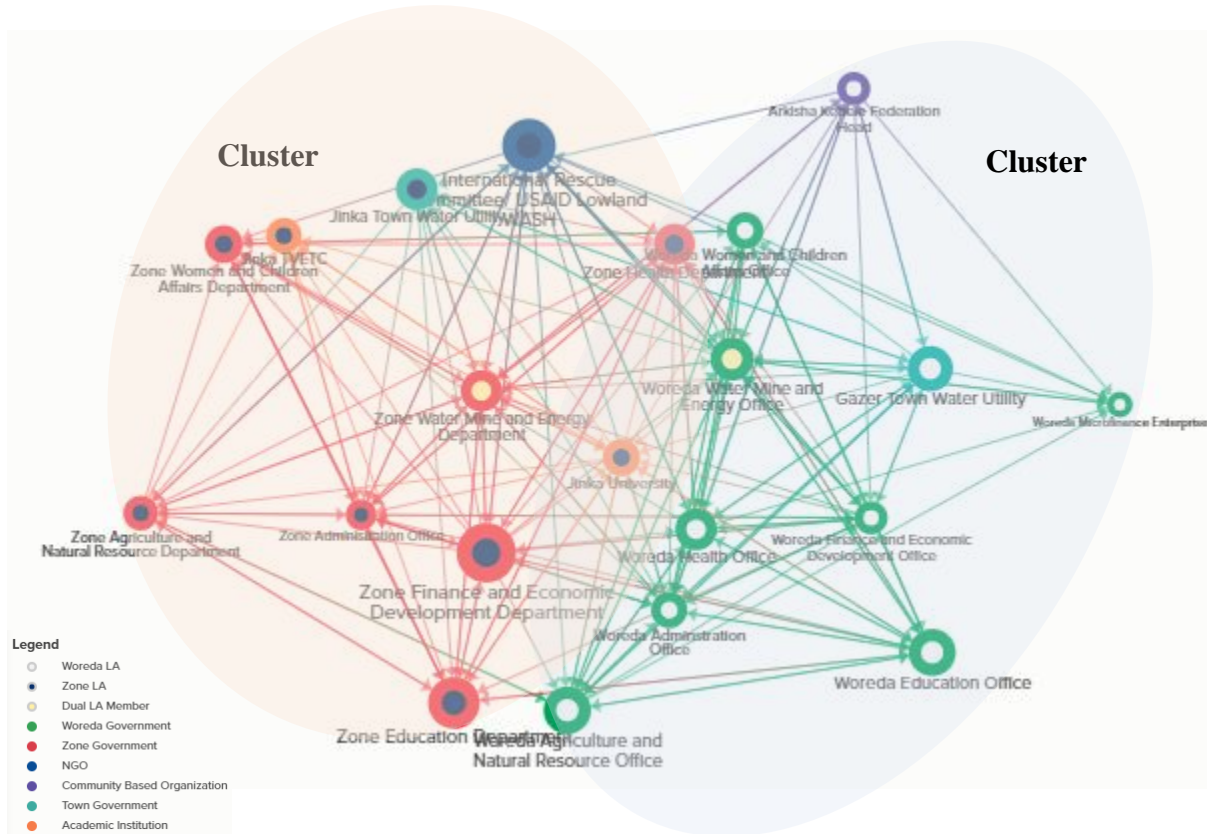 Cluster
Cluster
Arkisha Kebele Federation
Head
International Rescue
mmittee/ USAID Lowland
WASH
Jinka Town Water Utility
Jinka TVETC
Zone Women and Children
Affairs Department
Woreda Women and Children
Affairs Office
Zone Health Department
Woreda Water Mine and
Energy Office
Gazer Town Water Utility
Woreda Microfinance Enterprise
Zone Water Mine and Energy
Department
Jinka University
Zone Agriculture and
Natural Resource Department
Zone Administration Office
Woreda Health Office
Woreda Finance and Economic
Development Office
Zone Finance and Economic
Development Department
Woreda Adminstration
Office
Woreda Education Office
Zone Education Department
Woreda Agriculture and
Natural Resource Office
Legend
Woreda LA
Zone LA
Dual LA Member
Woreda Government
Zone Government
NGO
Community Based Organization
Town Government
Academic Institution